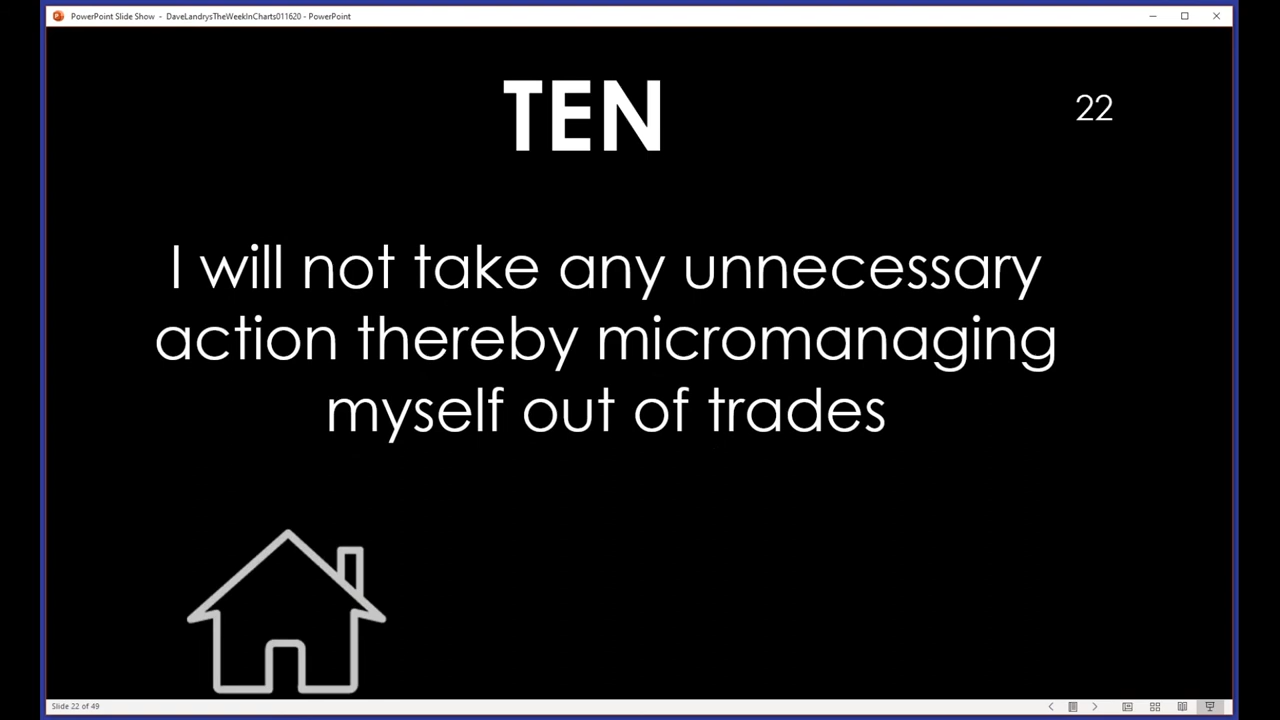 PowerPoint Slide Show - DaveLandrysTheWeekInCharts011620 - PowerPoint
TEN
22
I will not take any unnecessary
action thereby micromanaging
myself out of trades
Slide 22 of 49